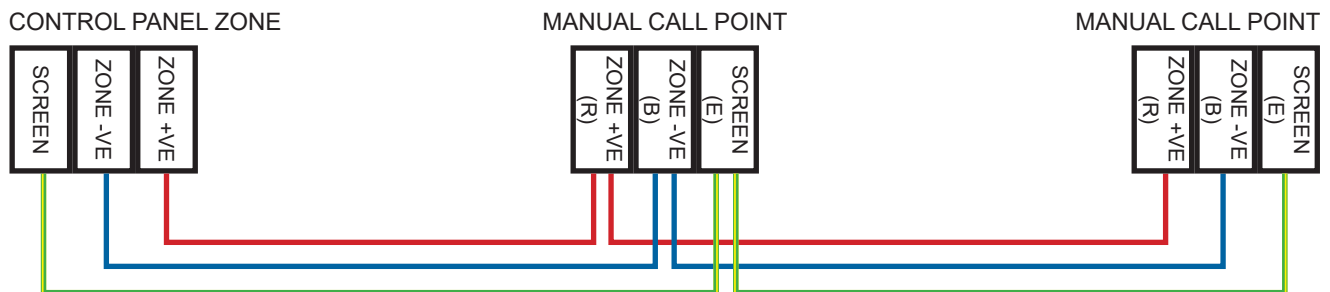 CONTROL PANEL ZONE
MANUAL CALL POINT
MANUAL CALL POINT
SCREEN
ZONE -VE
ZONE +VE
ZONE +VE
(R)
ZONE -VE
(B)
SCREEN
(E)
ZONE +VE
(R)
ZONE -VE
(B)
SCREEN
(E)